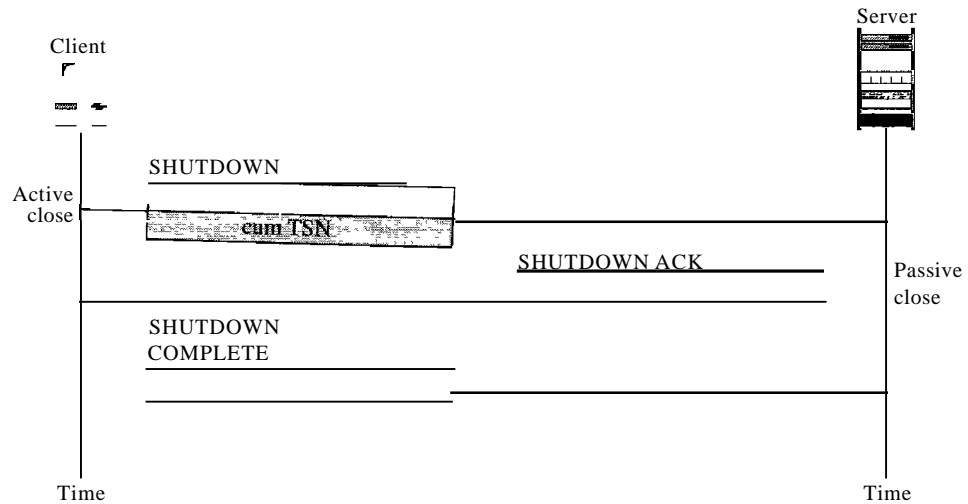 Server
Client
SHUTDOWN
Active
close
cum TSN
SHUTDOWN ACK
Passive
close
SHUTDOWN
COMPLETE
Time
Time